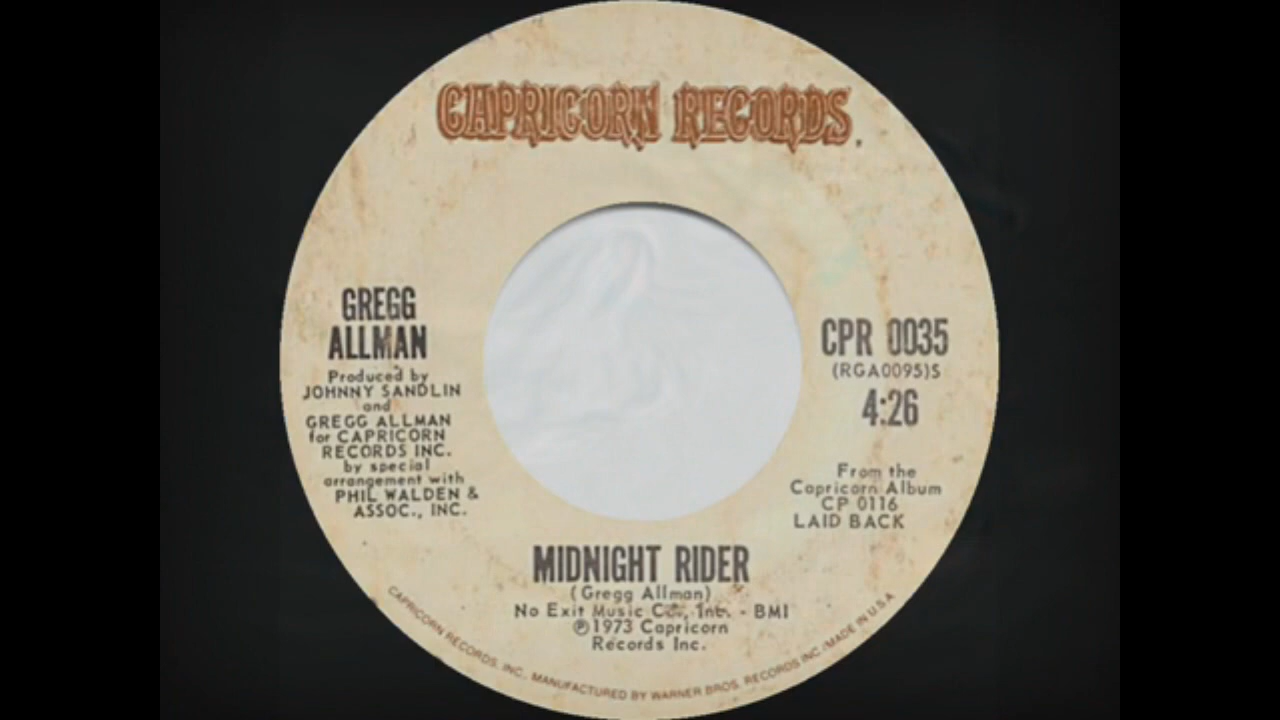 CAPRICORN RECORDS
GREGG
ALLMAN
Produced by
JOHNNY SANDLIN
and
GREGG ALLMAN
for CAPRICORN
RECORDS INC.
by special
arrangement with
PHIL WALDEN &
ASSOC., INC.
CPR 0035
(RGA0095)S
4:26
From the
Capricorn Album
CP 0116
LAID BACK
MIDNIGHT RIDER
(Gregg Allman)
No Exit Music Co., Inc. - BMI
℗1973 Capricorn
Records Inc.
CAPRICORN RECORDS, INC., MANUFACTURED BY WARNER BROS. RECORDS INC./MADE IN U.S.A